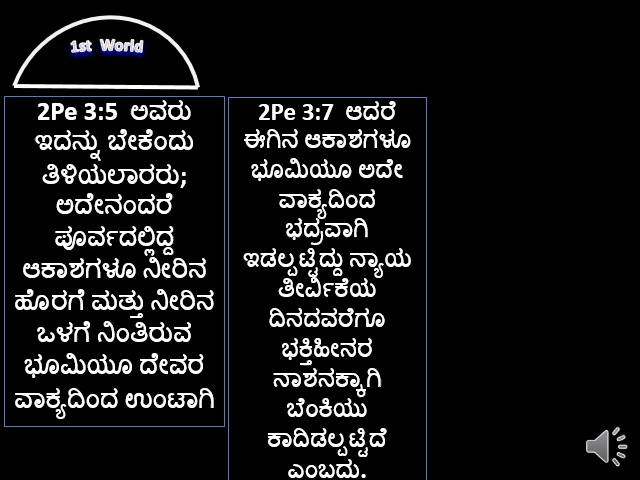 1st World
2Pe 3:5 ಅವರು
ಇದನ್ನು ಬೇಕೆಂದು
ತಿಳಿಯಲಾರರು;
ಅದೇನಂದರೆ
ಪೂರ್ವದಲ್ಲಿದ್ದ
ಆಕಾಶಗಳೂ ನೀರಿನ
ಹೊರಗೆ ಮತ್ತು ನೀರಿನ
ಒಳಗೆ ನಿಂತಿರುವ
ಭೂಮಿಯೂ ದೇವರ
ವಾಕ್ಯದಿಂದ ಉಂಟಾಗಿ
2Pe 3:7 ಆದರೆ
ಈಗಿನ ಆಕಾಶಗಳೂ
ಭೂಮಿಯೂ ಅದೇ
ವಾಕ್ಯದಿಂದ
ಭದ್ರವಾಗಿ
ಇಡಲ್ಪಟ್ಟಿದ್ದು ನ್ಯಾಯ
ತೀರ್ವಿಕೆಯ
ದಿನದವರೆಗೂ
ಭಕ್ತಿಹೀನರ
ನಾಶನಕ್ಕಾಗಿ
ಬೆಂಕಿಯು
ಕಾದಿಡಲ್ಪಟ್ಟಿದೆ
ಎಂಬದು.